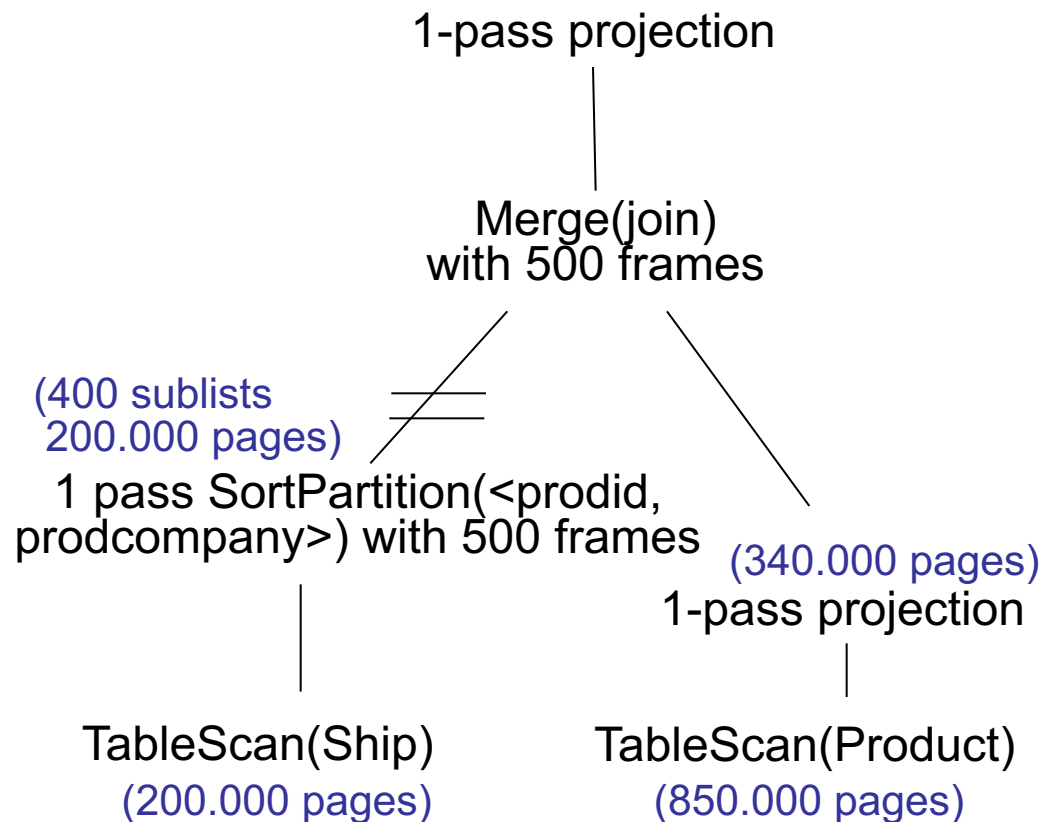 1-pass projection
Merge(join)
with 500 frames
(400 sublists
200.000 pages)
1 pass SortPartition(<prodid,
prodcompany>) with 500 frames
(340.000 pages)
1-pass projection
TableScan(Ship)
(200.000 pages)
TableScan(Product)
(850.000 pages)